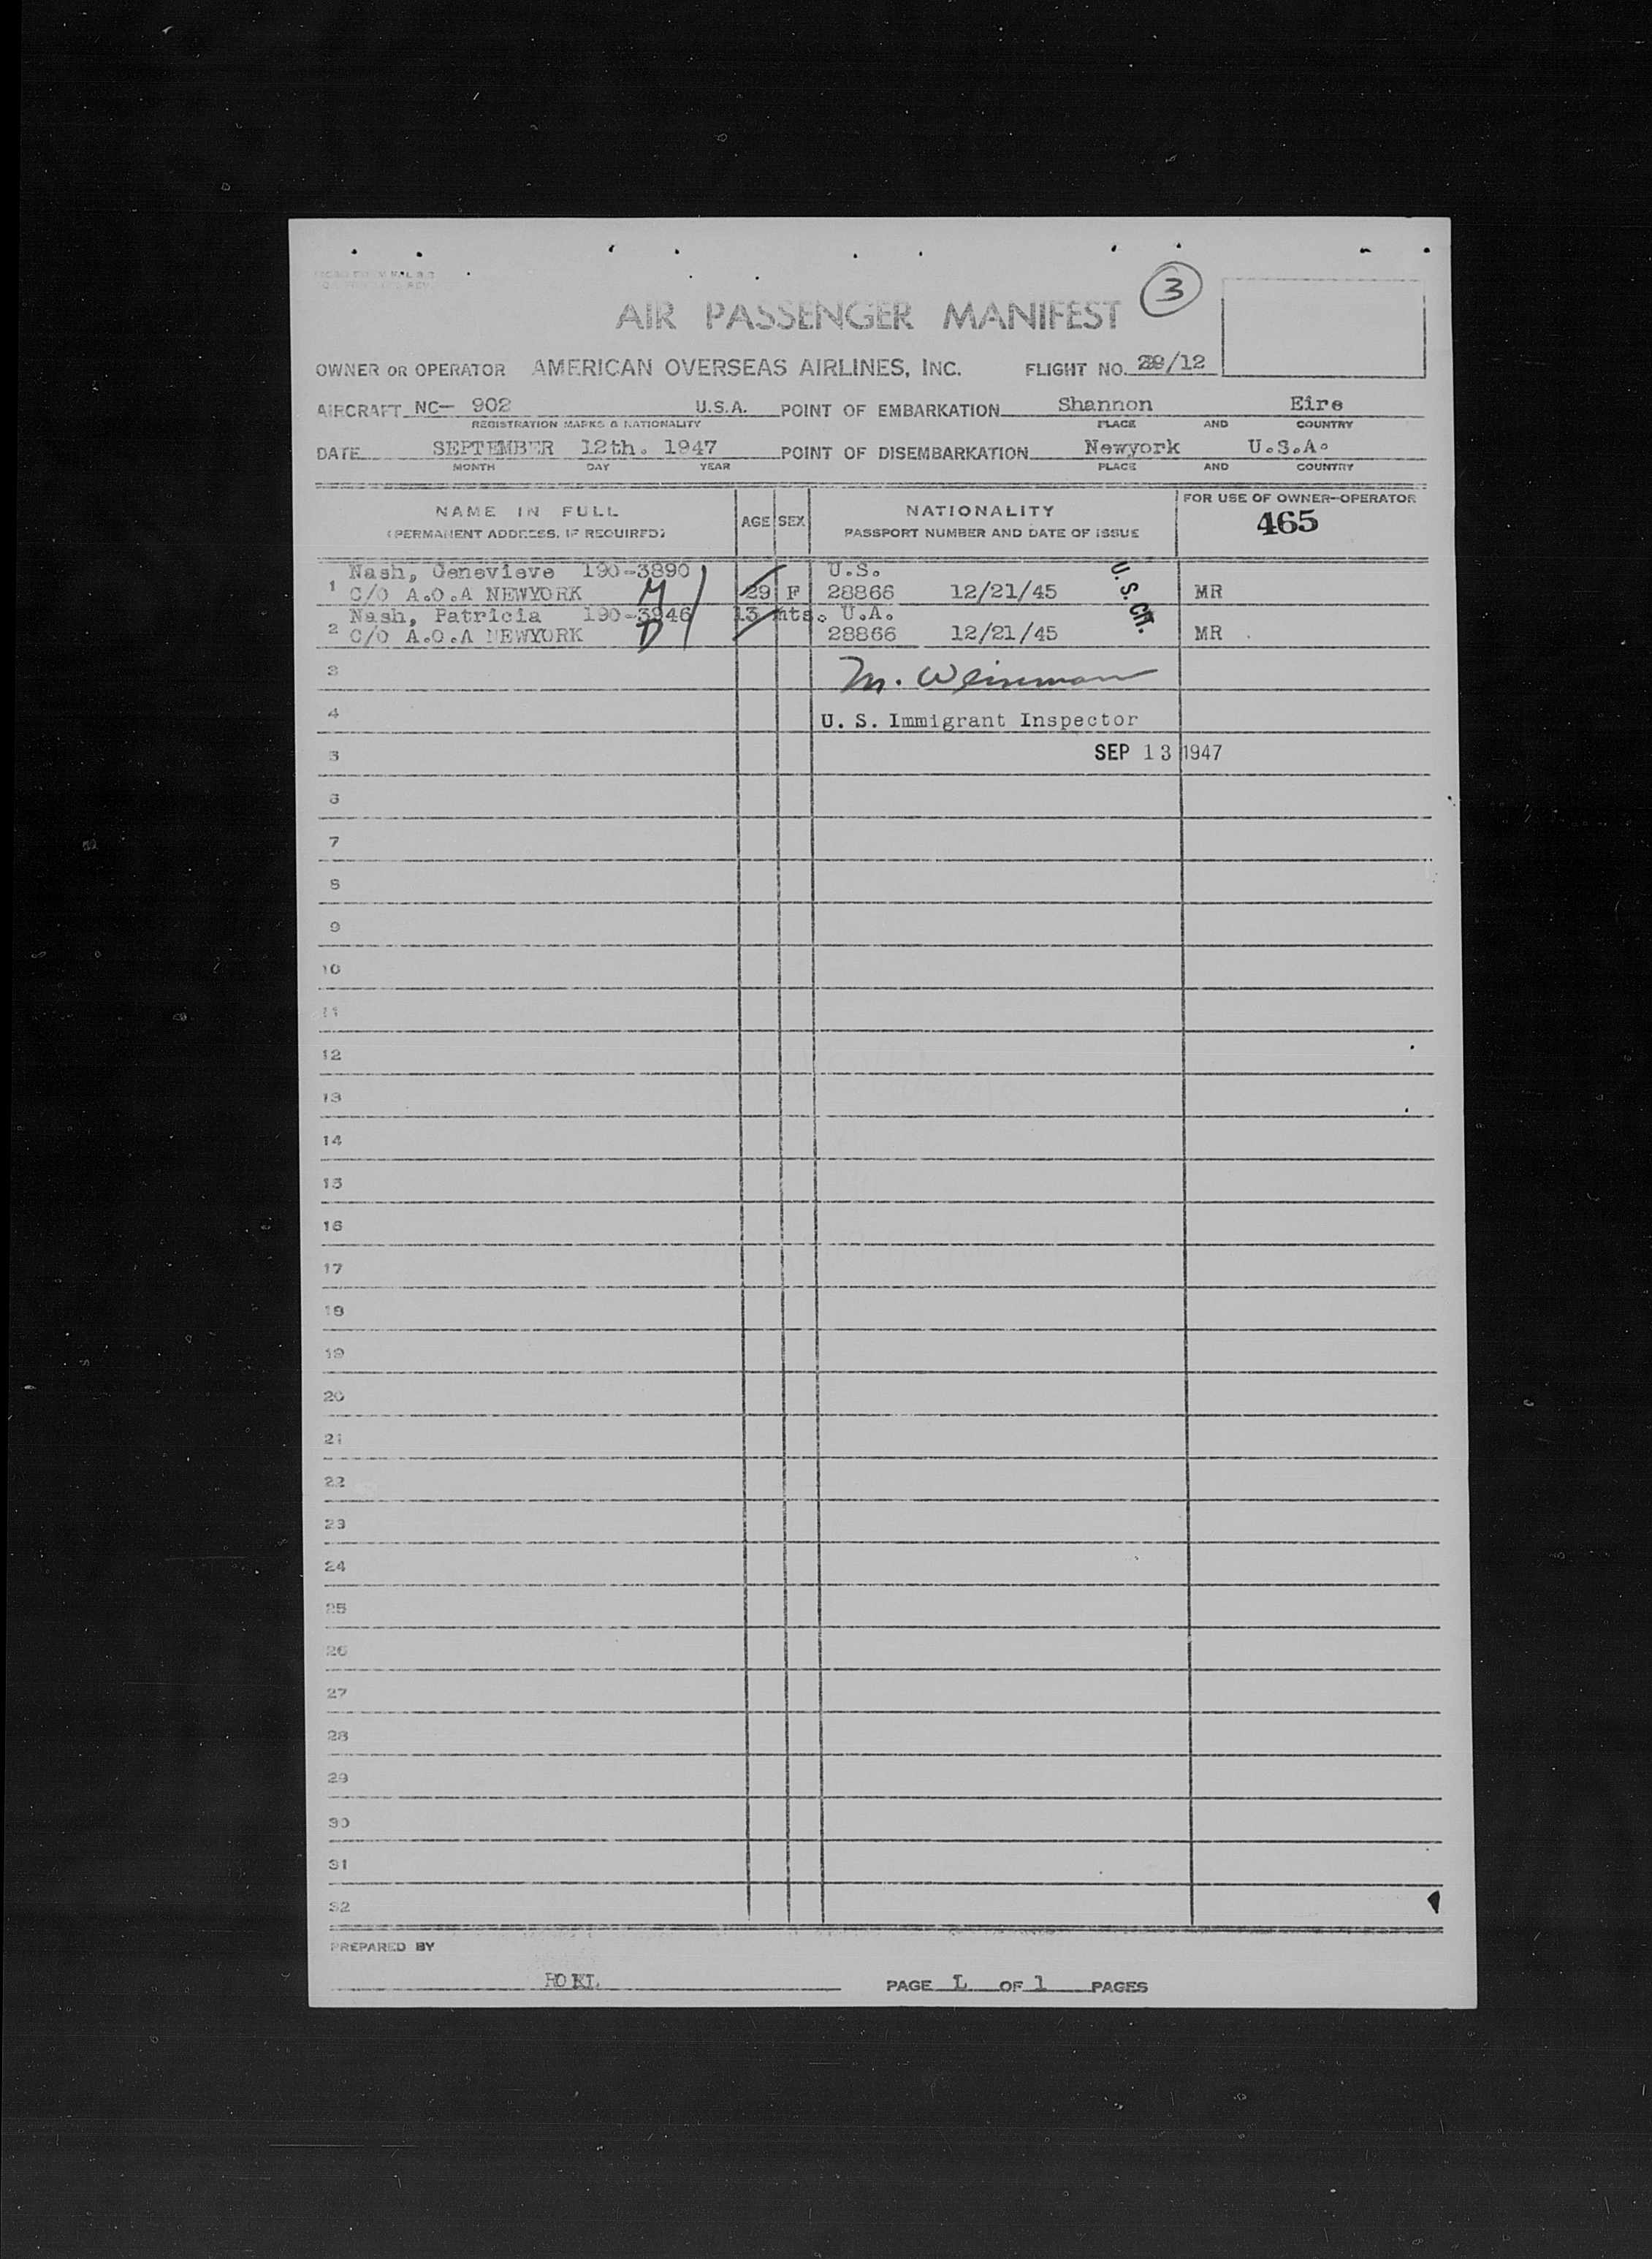 3
AIR PASSENGER MANIFEST
OWNER OR OPERATOR AMERICAN OVERSEAS AIRLINES, INC. FLIGHT NO. /12
AIRCRAFT NC- 902 U.S.A. POINT OF EMBARKATION Shannon Eire
REGISTRATION MARKS & NATIONALITY PLACE AND COUNTRY
DATE SEPTEMBER 12th. 1947 POINT OF DISEMBARKATION Newyork U.S.A.
MONTH DAY YEAR PLACE AND COUNTRY
NAME IN FULL AGE SEX NATIONALITY FOR USE OF OWNER-OPERATOR
(PERMANENT ADDRESS, IF REQUIRED) PASSPORT NUMBER AND DATE OF ISSUE 465
Nash, Genevieve 190-3890 U.S.
1 C/O A.O.A NEWYORK M 29 F 28866 12/21/45 U.S. CIT. MR
Nash, Patricia 190-3946 13 mts. U.A.
2 C/O A.O.A NEWYORK D 28866 12/21/45 MR
3 M. Weinman
4 U. S. Immigrant Inspector
5 SEP 13 1947
6
7
8
9
10
11
12
13
14
15
16
17
18
19
20
21
22
23
24
25
26
27
28
29
30
31
32
PREPARED BY
PAGE 1 OF 1 PAGES